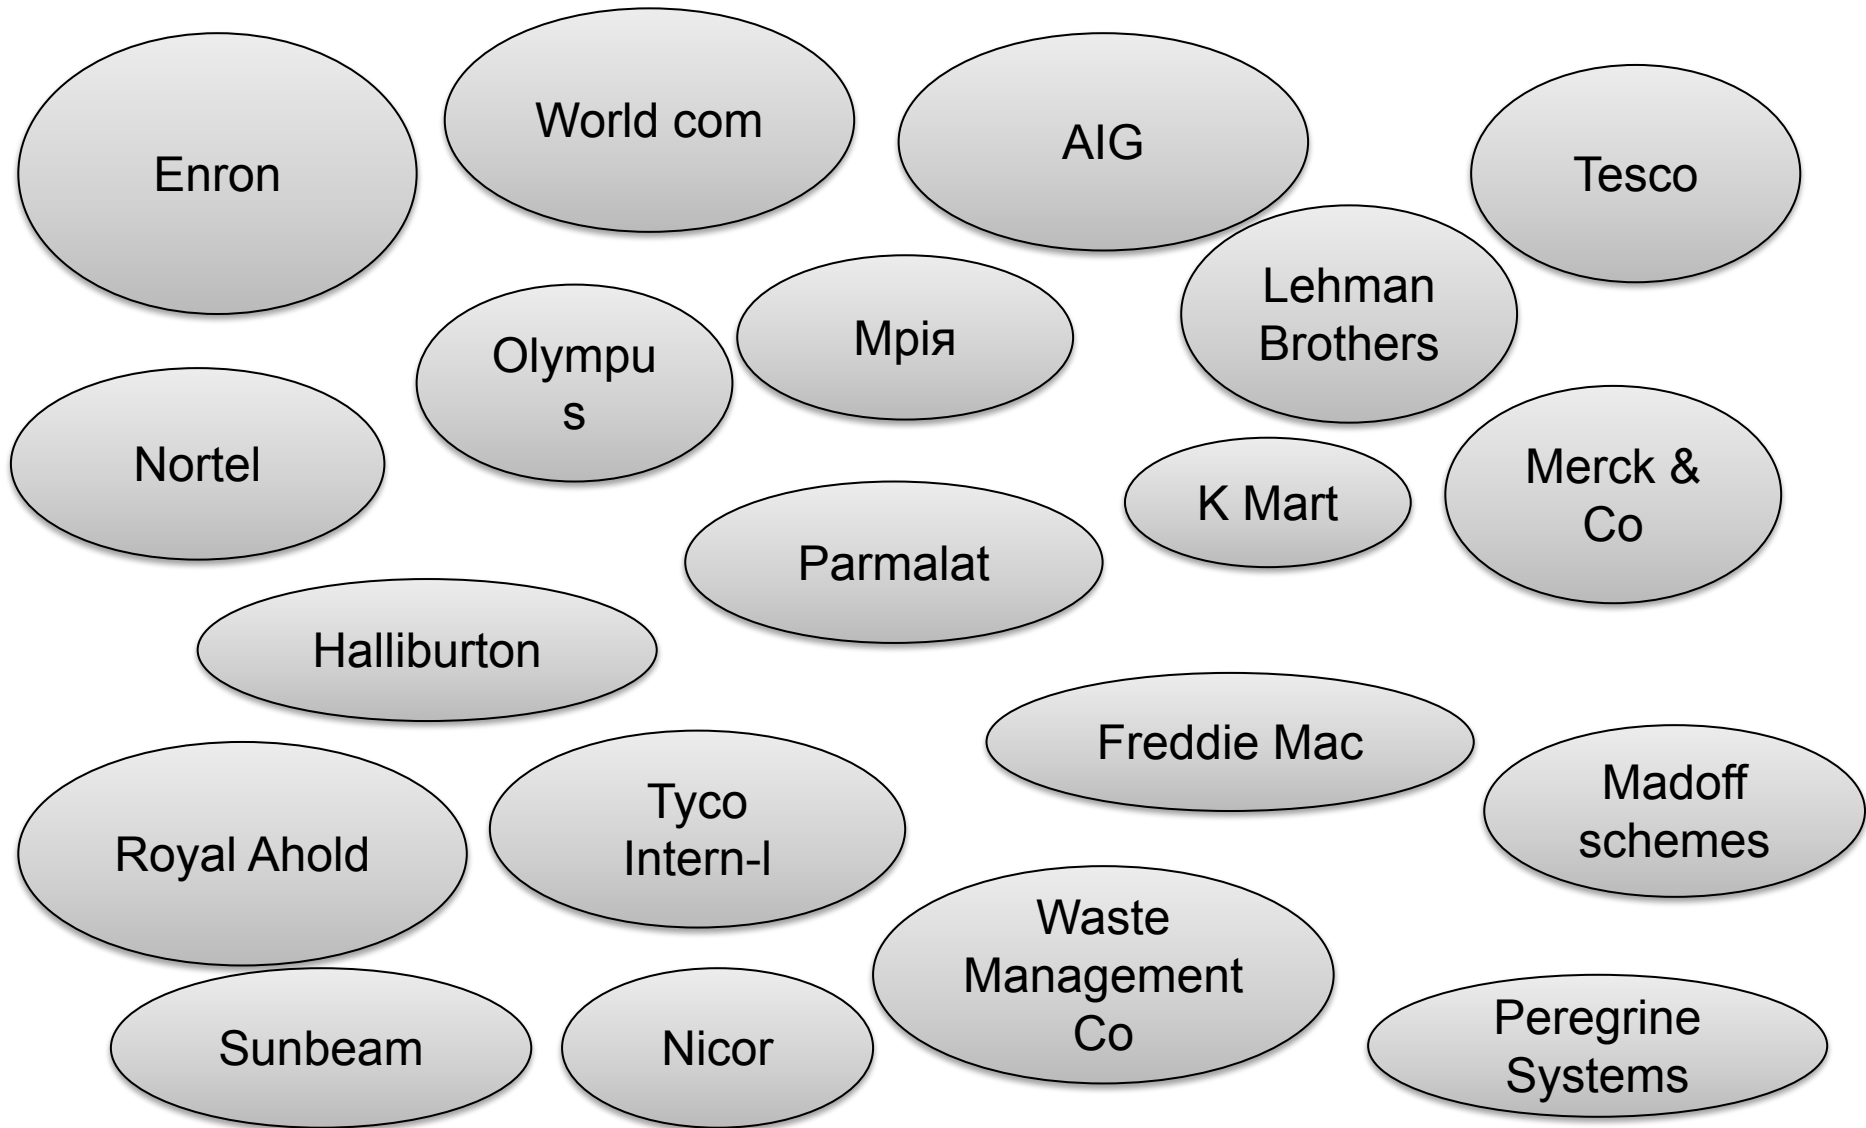 Enron
World com
AIG
Tesco
Lehman
Brothers
Olympu
s
Мрія
Nortel
K Mart
Merck &
Co
Parmalat
Halliburton
Freddie Mac
Madoff
schemes
Royal Ahold
Tyco
Intern-l
Waste
Management
Co
Sunbeam
Nicor
Peregrine
Systems